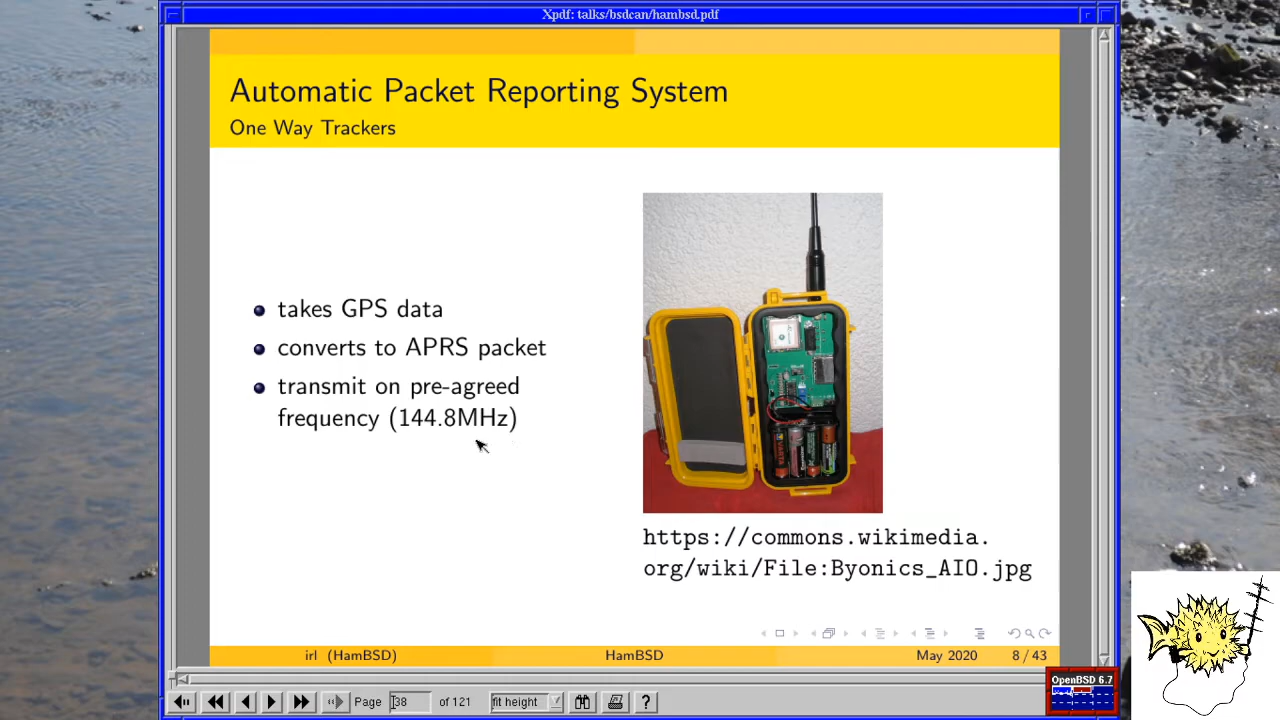 Xpdf: talks/bsdcan/hambsd.pdf
Automatic Packet Reporting System
One Way Trackers
takes GPS data
converts to APRS packet
transmit on pre-agreed
frequency (144.8MHz)
https://commons.wikimedia.
org/wiki/File:Byonics_AIO.jpg
irl (HamBSD) HamBSD May 2020 8 / 43
OpenBSD 6.7
Page 38 of 121 fit height ?